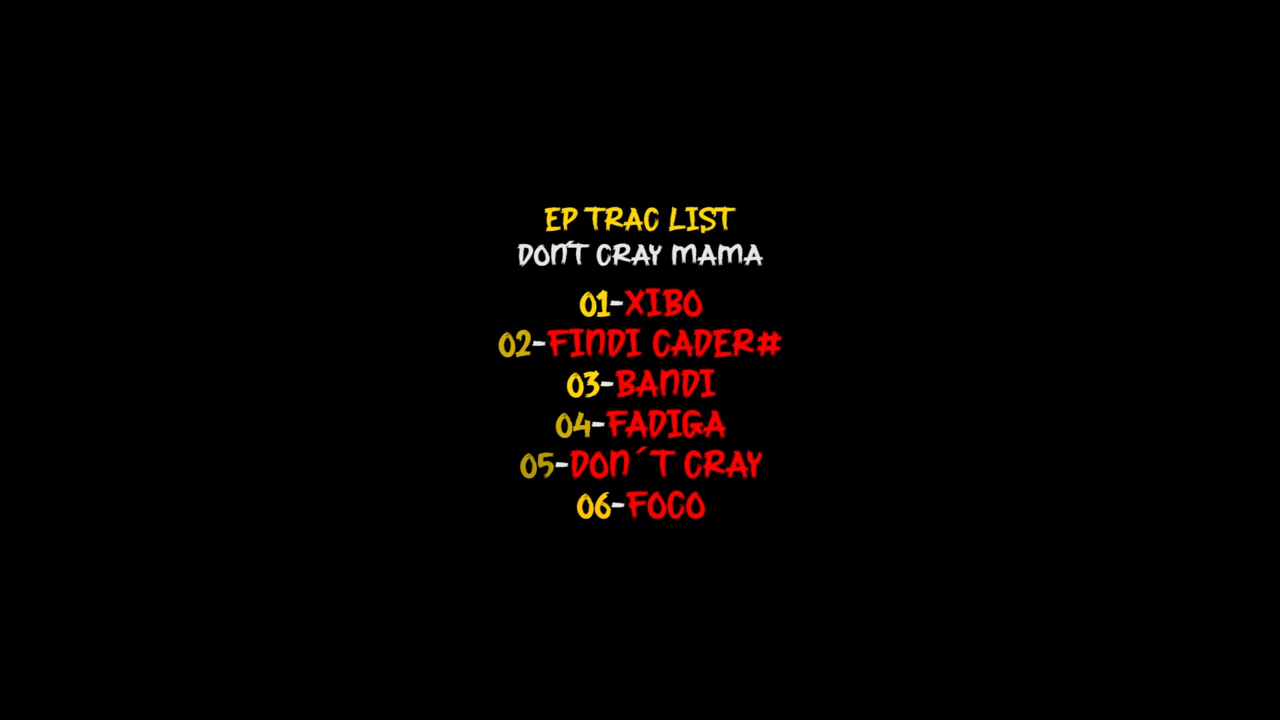 EP TRAC LIST
DON'T CRAY MAMA
01-XIBO
02-FINDI CADER#
03-BANDI
04-FADIGA
05-DON´T CRAY
06-FOCO